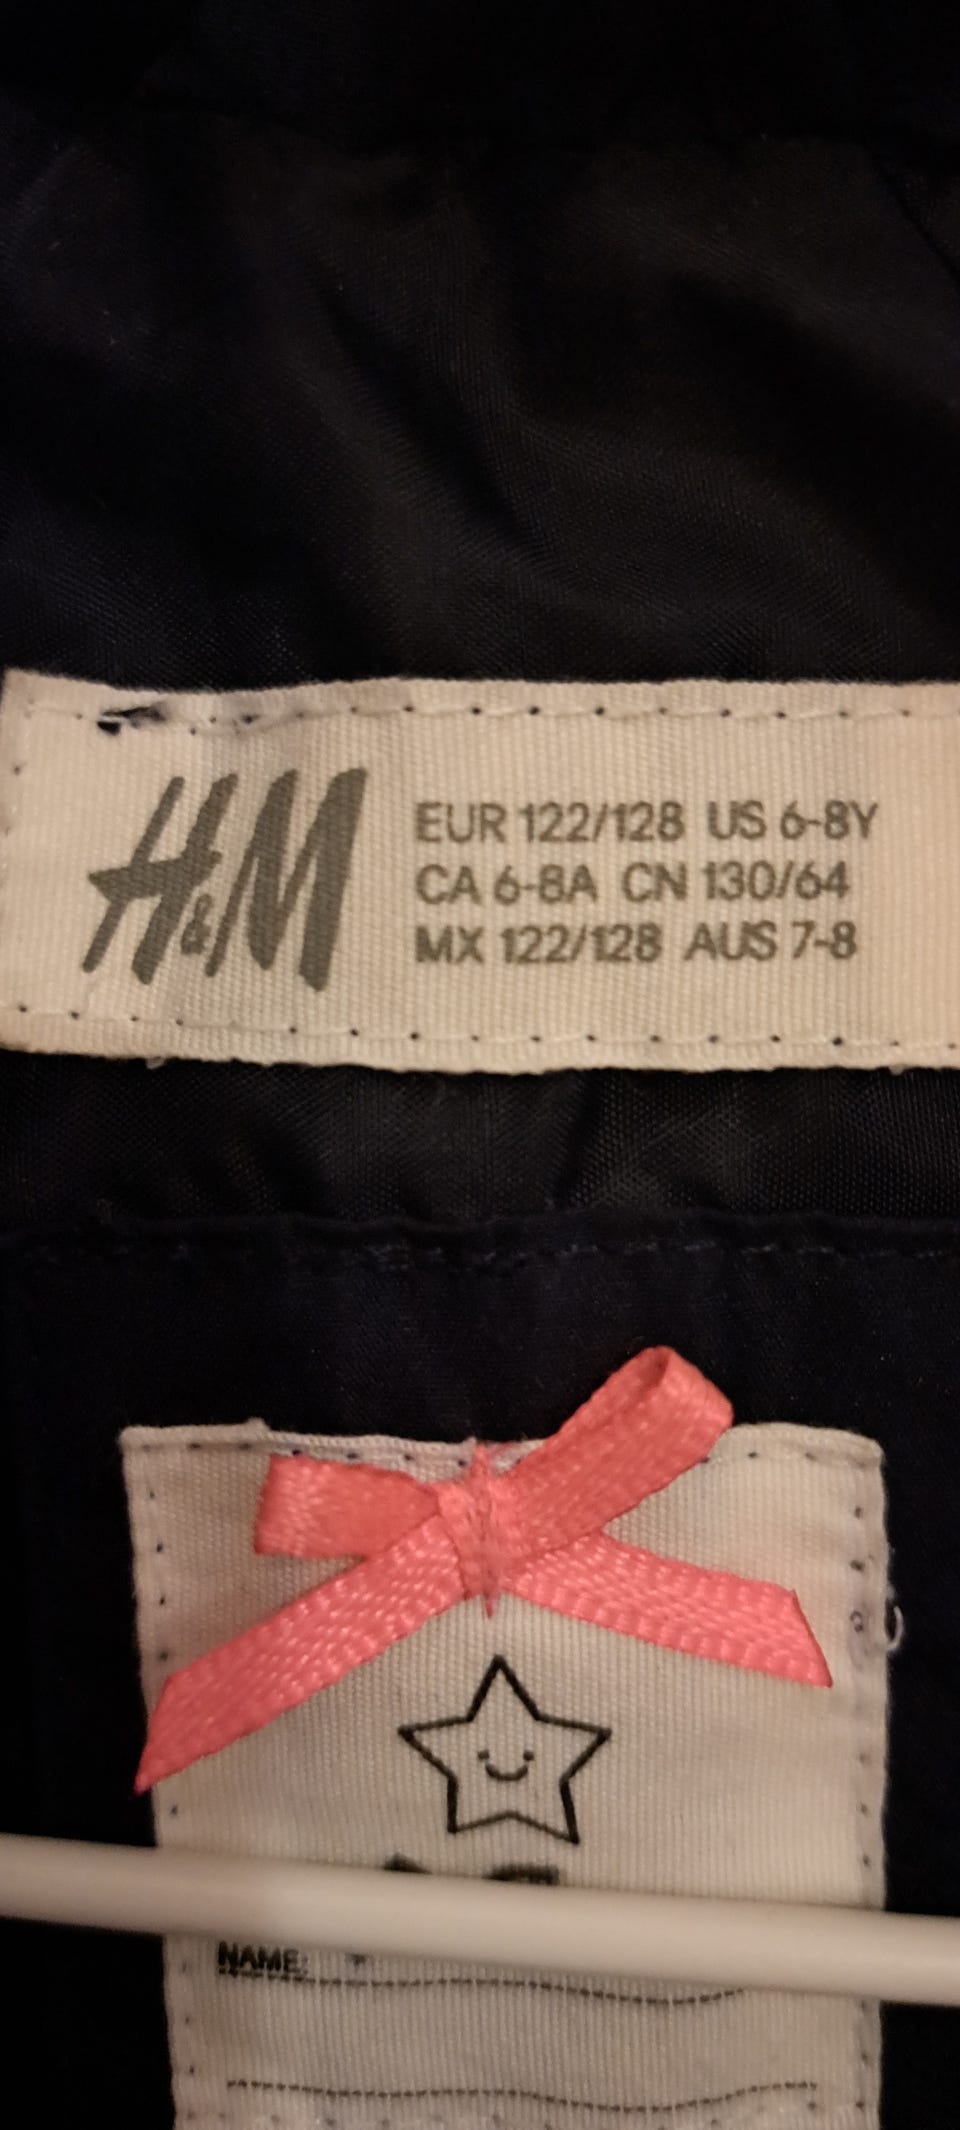 H&M
EUR 122/128 US 6-8Y
CA 6-8A CN 130/64
MX 122/128 AUS 7-8
NAME: